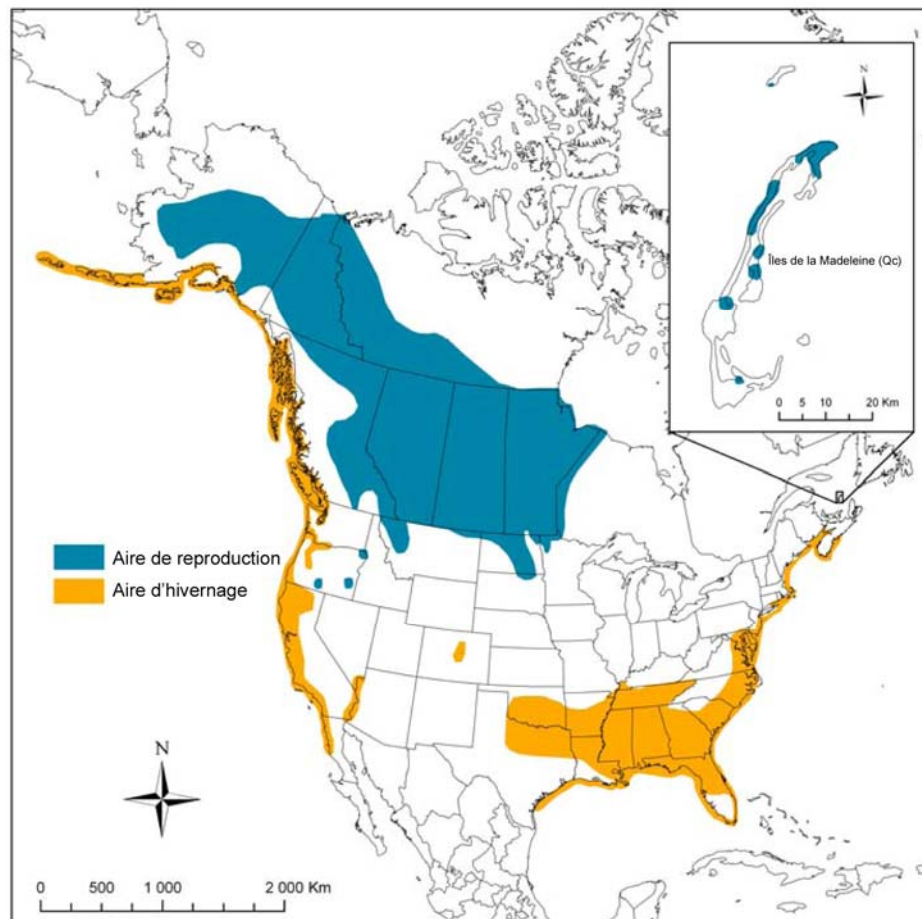 N
Îles de la Madeleine (Qc)
0 5 10 20 Km
Aire de reproduction
Aire d'hivernage
N
0 500 1 000 2 000 Km